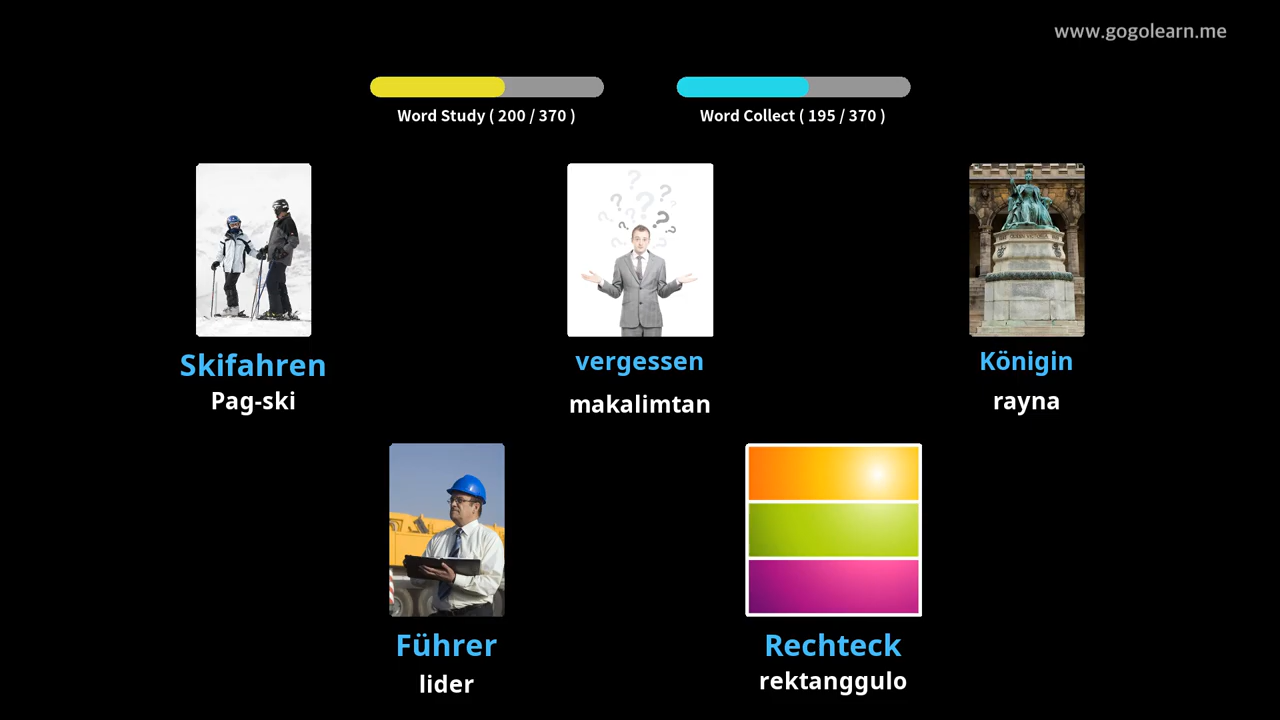 www.gogolearn.me
Word Study ( 200 / 370 )
Word Collect ( 195 / 370 )
Skifahren
Pag-ski
vergessen
makalimtan
Königin
rayna
Führer
lider
Rechteck
rektanggulo